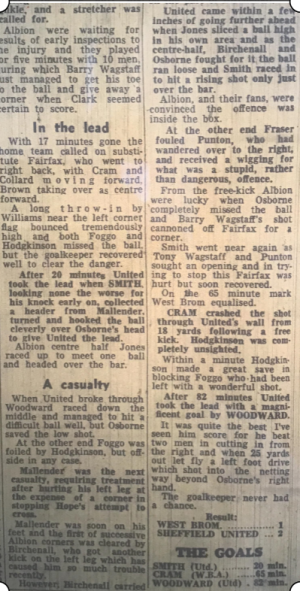 ankle, and a stretcher was
called for.
Albion were waiting for
results of early inspections to
the injury and they played
for five minutes with 10 men,
during which Barry Wagstaff
just managed to get his toe
to the ball and give away a
corner when Clark seemed
certain to score.
In the lead
With 17 minutes gone the
home team called on substi-
tute Fairfax, who went to
right back, with Cram and
Collard moving forward,
Brown taking over as centre
forward.
A long throw-in by
Williams near the left corner
flag bounced tremendously
high and both Foggo and
Hodgkinson missed the ball,
but the goalkeeper recovered
well to clear the danger.
After 20 minutes United
took the lead when SMITH,
looking none the worse for
his knock early on, collected
a header from Mallender,
turned and hooked the ball
cleverly over Osborne's head
to give United the lead.
Albion centre half Jones
raced up to meet one ball
and headed over the bar.
A casualty
When United broke through
Woodward raced down the
middle and managed to hit a
difficult ball well, but Osborne
saved the low shot.
At the other end Foggo was
foiled by Hodgkinson, but off-
side in any case.
Mallender was the next
casualty, requiring treatment
after hurting his left leg at
the expense of a corner in
stopping Hope's attempt to
cross.
Mallender was soon on his
feet and the first of successive
Albion corners was cleared by
Birchenall, who got another
kick on the left leg which has
caused him so much trouble
recently.
However, Birchenall carried
United came within a few
inches of going further ahead
when Jones sliced a ball high
in his own area and as the
centre-half, Birchenall and
Osborne fought for it, the ball
ran loose and Smith raced in
to hit a rising shot only just
over the bar.
Albion, and their fans, were
convinced the offence was
inside the box.
At the other end Fraser
fouled Punton, who had
wandered over to the right,
and received a wigging for
what was a stupid, rather
than dangerous, offence.
From the free-kick Albion
were lucky when Osborne
completely missed the ball
and Barry Wagstaff's shot
cannoned off Fairfax for a
corner.
Smith went near again as
Tony Wagstaff and Punton
sought an opening and in try-
ing to stop this Fairfax was
hurt but soon recovered.
On the 65 minute mark
West Brom equalised.
CRAM crashed the shot
through United's wall from
18 yards following a free
kick. Hodgkinson was com-
pletely unsighted.
Within a minute Hodgkin-
son made a great save in
blocking Foggo who had been
left with a wonderful shot.
After 82 minutes United
took the lead with a magni-
ficent goal by WOODWARD.
It was quite the best I've
seen him score for he beat
two men in cutting in from
the right and when 25 yards
out let fly a left foot drive
which shot into the netting
way beyond Osborne's right
hand.
The goalkeeper never had
a chance.
Result:
WEST BROM. 1
SHEFFIELD UNITED .. 2
THE GOALS
SMITH (Utd.) 20 min.
CRAM (W.B.A.) 65 min.
WOODWARD (Utd) 82 min.